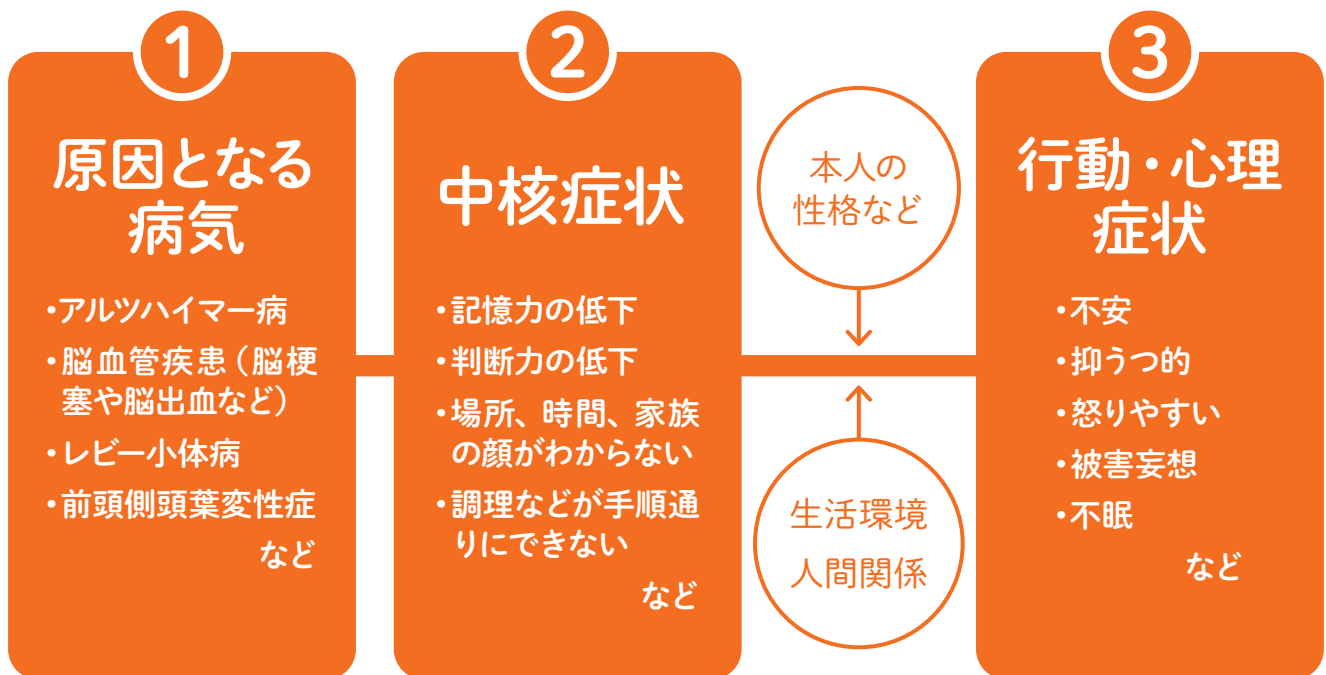 1
原因となる
病気
・アルツハイマー病
・脳血管疾患（脳梗
塞や脳出血など）
・レビー小体病
・前頭側頭葉変性症
など
2
中核症状
・記憶力の低下
・判断力の低下
・場所、時間、家族
の顔がわからない
・調理などが手順通
りにできない
など
本人の
性格など
生活環境
人間関係
3
行動・心理
症状
・不安
・抑うつ的
・怒りやすい
・被害妄想
・不眠
など